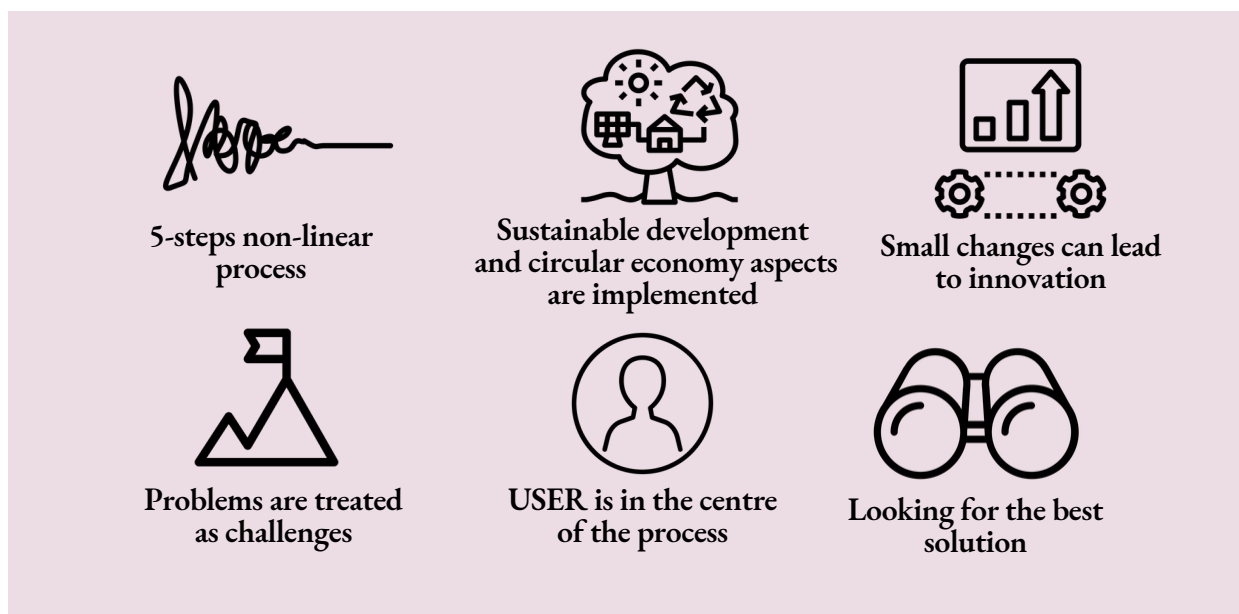 5-steps non-linear
process
Sustainable development
and circular economy aspects
are implemented
Small changes can lead
to innovation
Problems are treated
as challenges
USER is in the centre
of the process
Looking for the best
solution